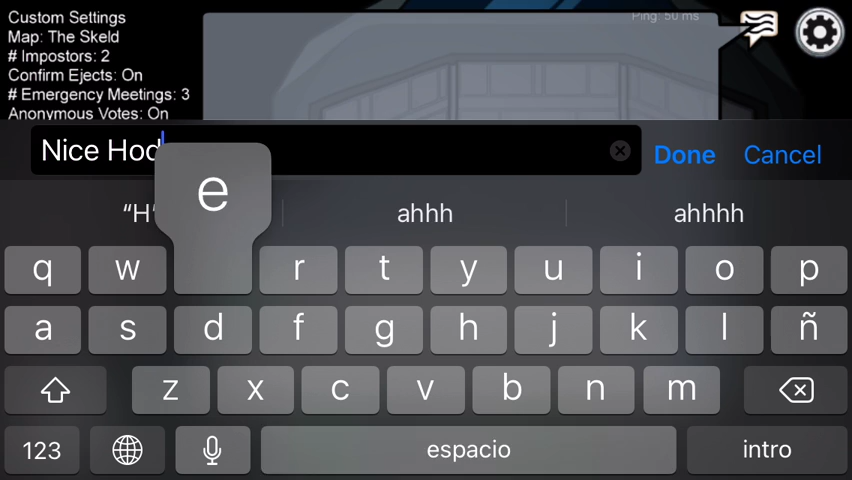 Custom Settings
Map: The Skeld
# Impostors: 2
Confirm Ejects: On
# Emergency Meetings: 3
Anonymous Votes: On
Ping: 50 ms
Nice Hod
Done
Cancel
e
“H”
ahhh
ahhhh
q w r t y u i o p
a s d f g h j k l ñ
z x c v b n m
123
espacio
intro